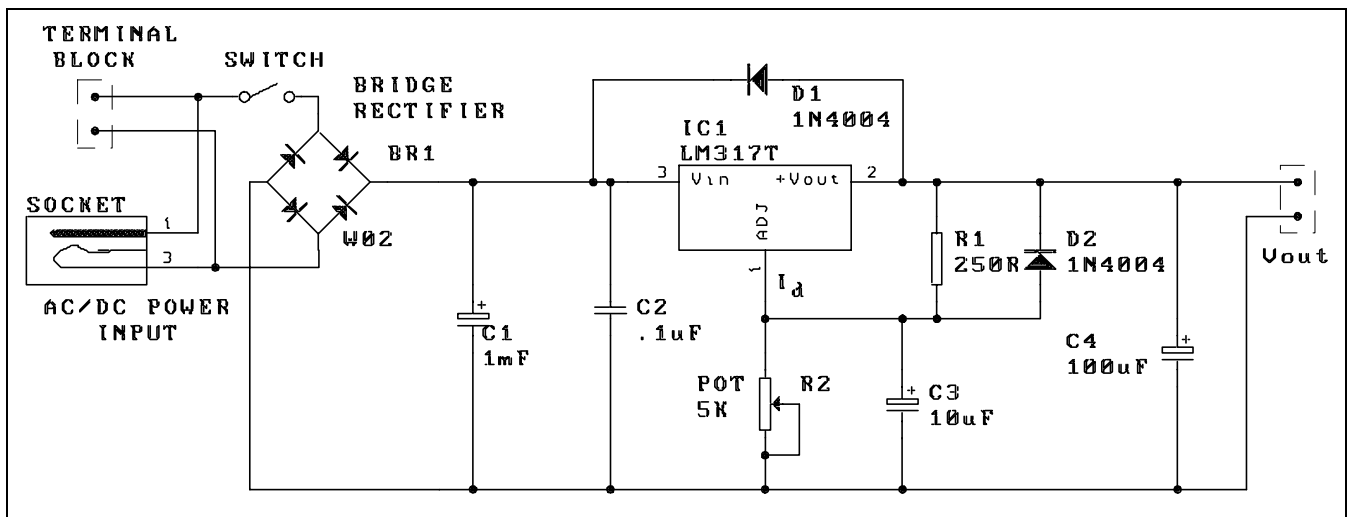 TERMINAL
BLOCK
SWITCH
BRIDGE
RECTIFIER
BR1
W02
SOCKET
1
3
AC/DC POWER
INPUT
D1
1N4004
IC1
LM317T
3
Vin
+Vout
2
ADJ
1
Id
R1
250R
D2
1N4004
Vout
+
C1
1mF
C2
.1uF
POT
5K
R2
+
C3
10uF
C4
100uF
+